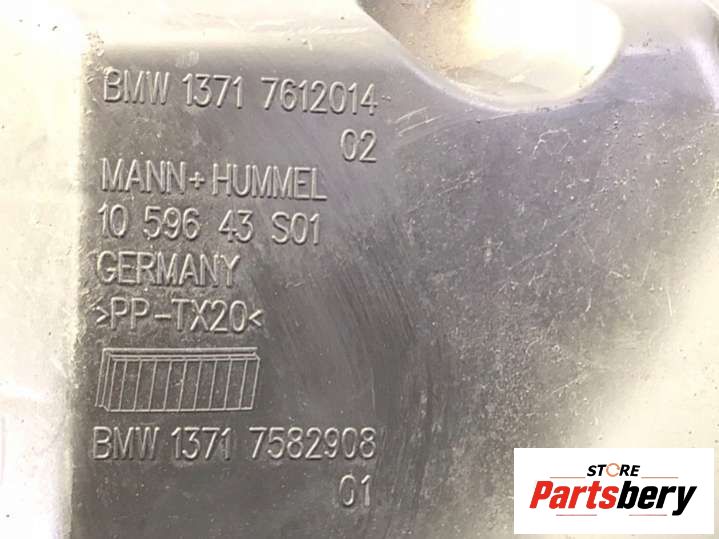 BMW 1371 7612014
02
MANN+HUMMEL
10 596 43 S01
GERMANY
>PP-TX20<
BMW 1371 7582908
01
STORE
Partsbery